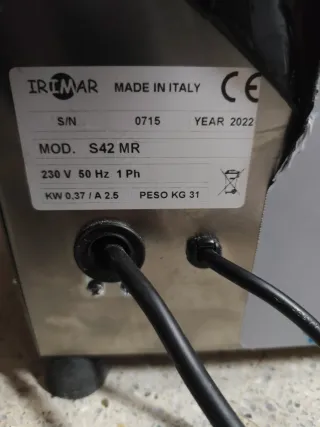 IRIMAR MADE IN ITALY CE
S/N 0715 YEAR 2022
MOD. S42 MR
230 V 50 Hz 1 Ph
KW 0,37 / A 2.5 PESO KG 31